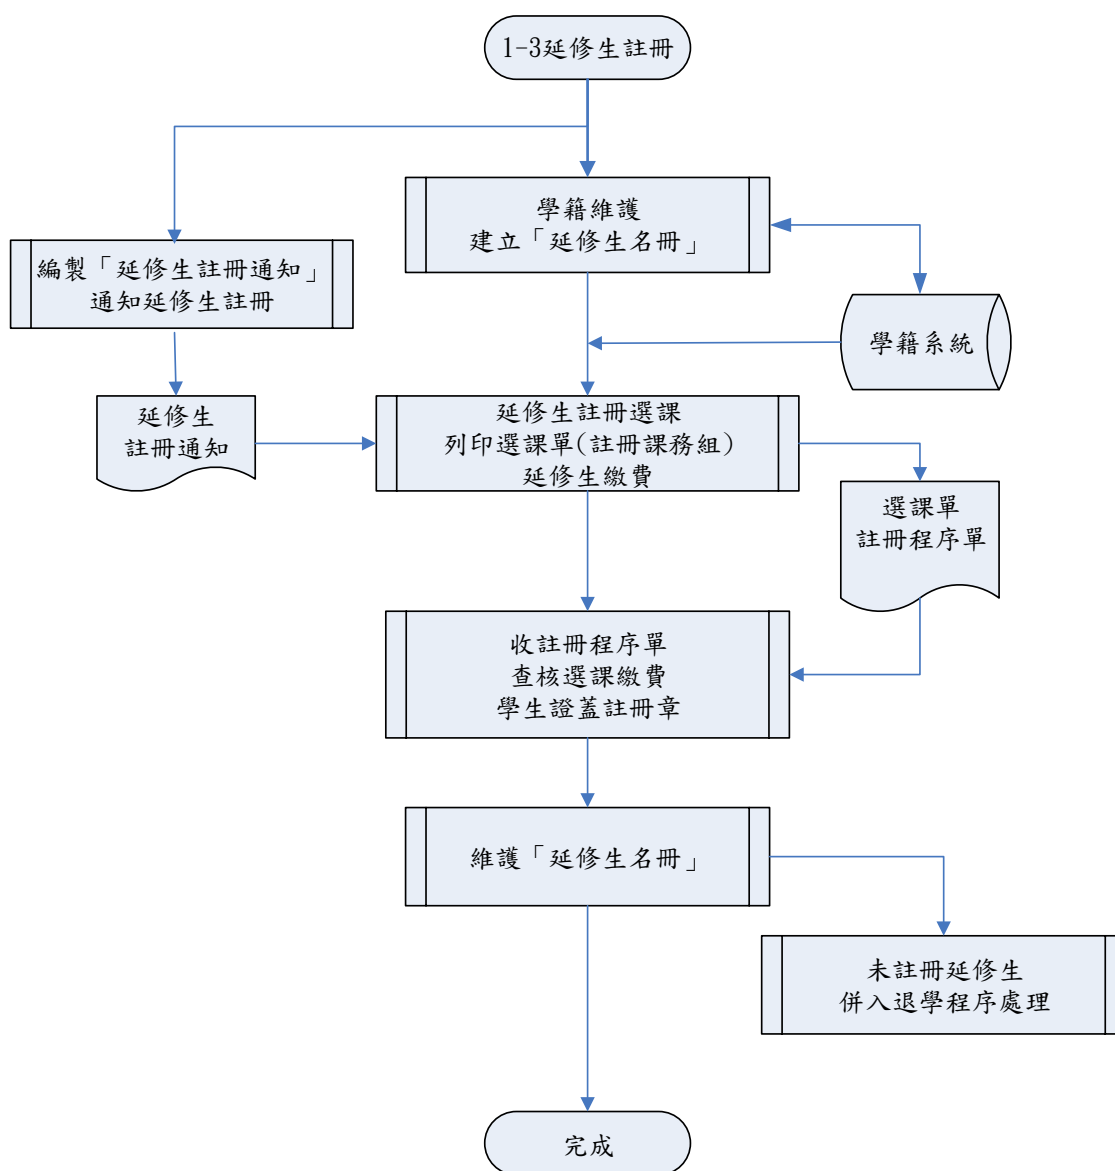 1-3延修生註冊
學籍維護
建立「延修生名冊」
編製「延修生註冊通知」
通知延修生註冊
學籍系統
延修生
註冊通知
延修生註冊選課
列印選課單(註冊課務組)
延修生繳費
選課單
註冊程序單
收註冊程序單
查核選課繳費
學生證蓋註冊章
維護「延修生名冊」
未註冊延修生
併入退學程序處理
完成